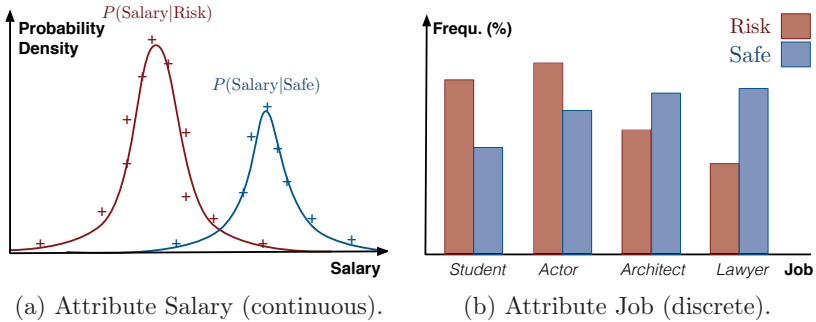 P(Salary|Risk)
Probability
Density
P(Salary|Safe)
Salary
(a) Attribute Salary (continuous).
Frequ. (%)
Risk
Safe
Student Actor Architect Lawyer Job
(b) Attribute Job (discrete).